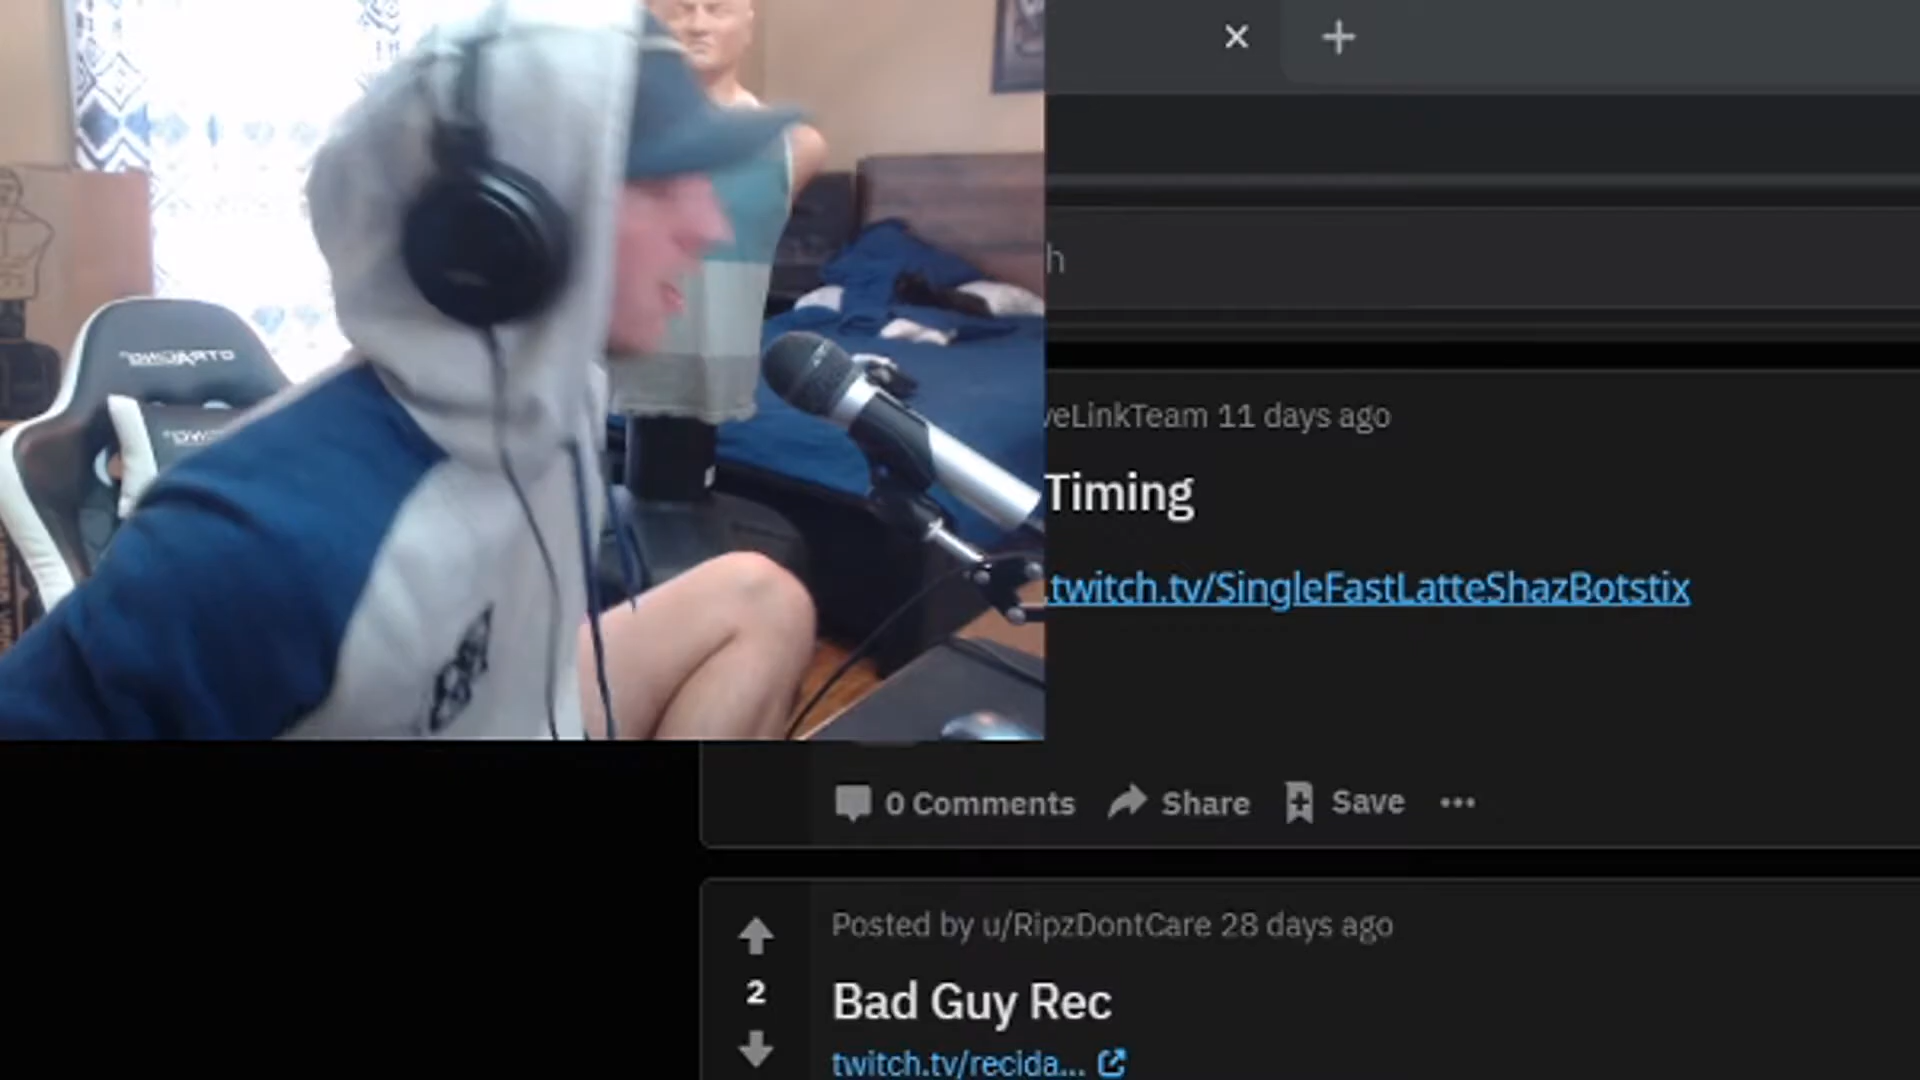 h
veLinkTeam 11 days ago
Timing
.twitch.tv/SingleFastLatteShazBotstix
0 Comments Share Save
Posted by u/RipzDontCare 28 days ago
2
Bad Guy Rec
twitch.tv/recida...